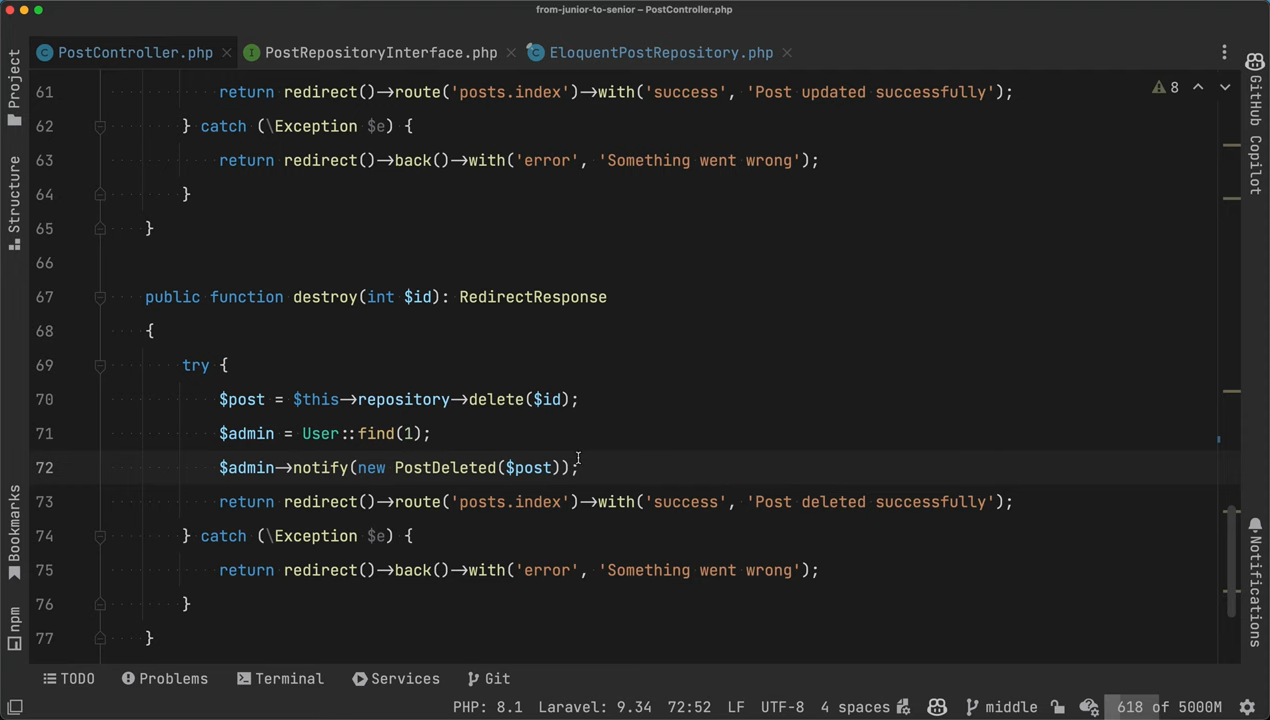 from-junior-to-senior – PostController.php
PostController.php PostRepositoryInterface.php EloquentPostRepository.php
61 return redirect()->route('posts.index')->with('success', 'Post updated successfully');
8
62 } catch (\Exception $e) {
63 return redirect()->back()->with('error', 'Something went wrong');
64 }
65 }
66
67 public function destroy(int $id): RedirectResponse
68 {
69 try {
70 $post = $this->repository->delete($id);
71 $admin = User::find(1);
72 $admin->notify(new PostDeleted($post));
73 return redirect()->route('posts.index')->with('success', 'Post deleted successfully');
74 } catch (\Exception $e) {
75 return redirect()->back()->with('error', 'Something went wrong');
76 }
77 }
Project
Structure
Bookmarks
npm
GitHub Copilot
Notifications
TODO Problems Terminal Services Git
PHP: 8.1 Laravel: 9.34 72:52 LF UTF-8 4 spaces middle 618 of 5000M